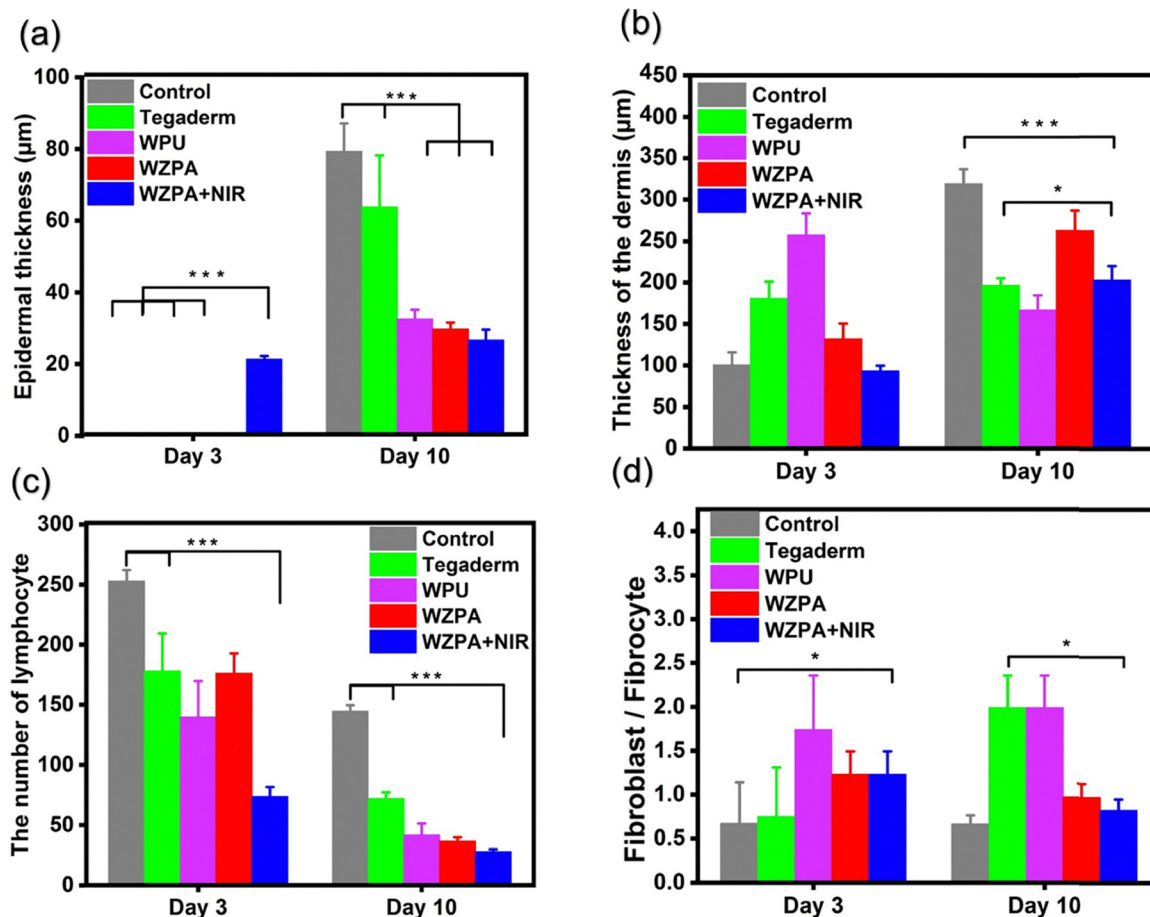 (a)
Epidermal thickness (µm)
100
80
60
40
20
0
Control
Tegaderm
WPU
WZPA
WZPA+NIR
***
***
Day 3
Day 10
(b)
Thickness of the dermis (µm)
450
400
350
300
250
200
150
100
50
0
Control
Tegaderm
WPU
WZPA
WZPA+NIR
***
*
Day 3
Day 10
(c)
The number of lymphocyte
300
250
200
150
100
50
0
Control
Tegaderm
WPU
WZPA
WZPA+NIR
***
***
Day 3
Day 10
(d)
Fibroblast / Fibrocyte
4.0
3.5
3.0
2.5
2.0
1.5
1.0
0.5
0.0
Control
Tegaderm
WPU
WZPA
WZPA+NIR
*
*
Day 3
Day 10